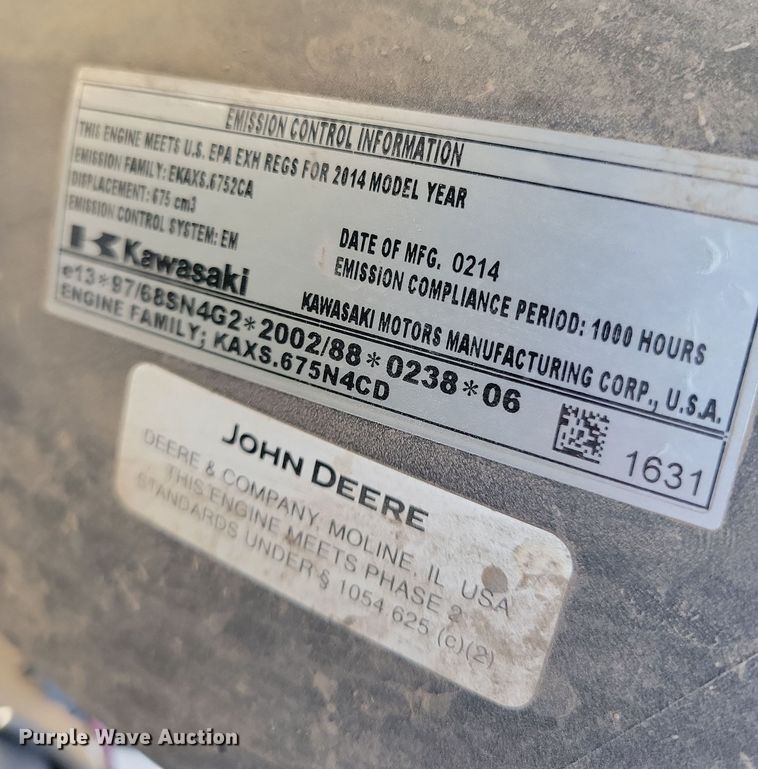 EMISSION CONTROL INFORMATION
THIS ENGINE MEETS U.S. EPA EXH REGS FOR 2014 MODEL YEAR
EMISSION FAMILY: EKAXS.6752CA
DISPLACEMENT: 675 cm3
EMISSION CONTROL SYSTEM: EM
DATE OF MFG. 0214
EMISSION COMPLIANCE PERIOD: 1000 HOURS
Kawasaki
KAWASAKI MOTORS MANUFACTURING CORP., U.S.A.
e13*97/68SN4G2*2002/88*0238*06
ENGINE FAMILY; KAXS.675N4CD
1631
JOHN DEERE
DEERE & COMPANY, MOLINE, IL USA
THIS ENGINE MEETS PHASE 2
STANDARDS UNDER § 1054 625 (c)(2)
Purple Wave Auction